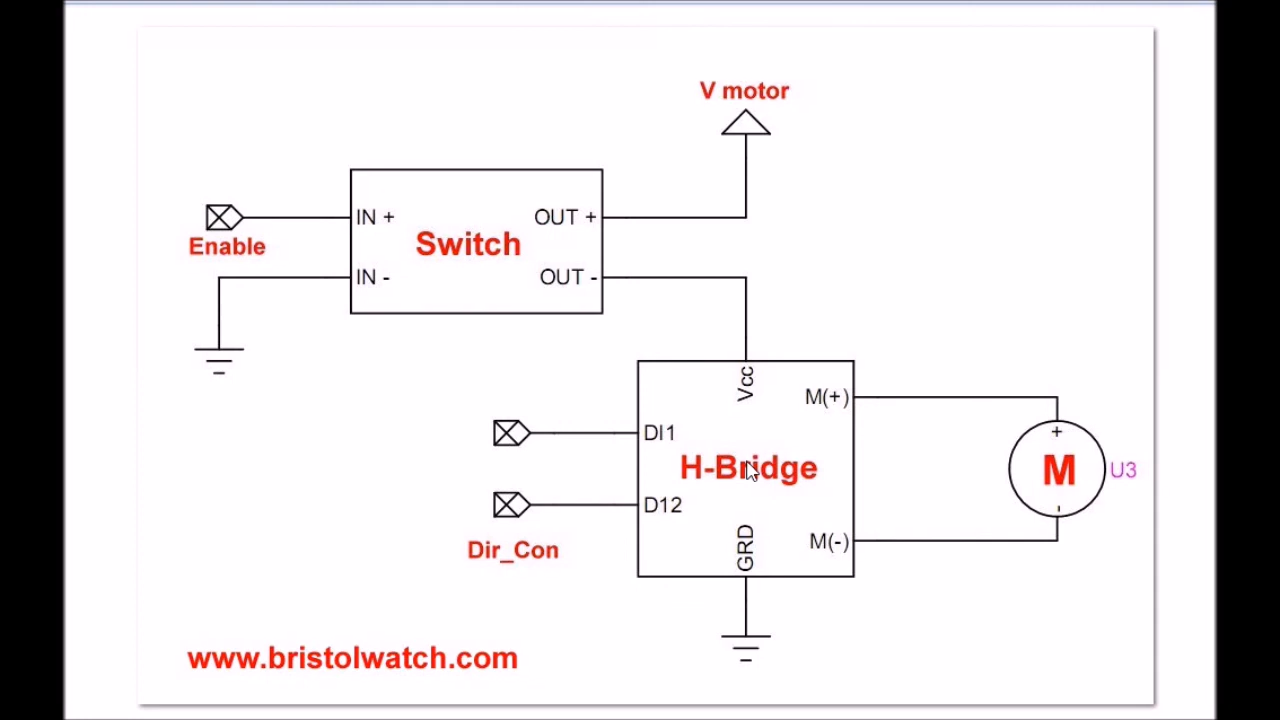 V motor
IN +
OUT +
Enable
Switch
IN -
OUT -
Vcc
M(+)
DI1
+
H-Bridge
M
U3
D12
-
GRD
M(-)
Dir_Con
www.bristolwatch.com